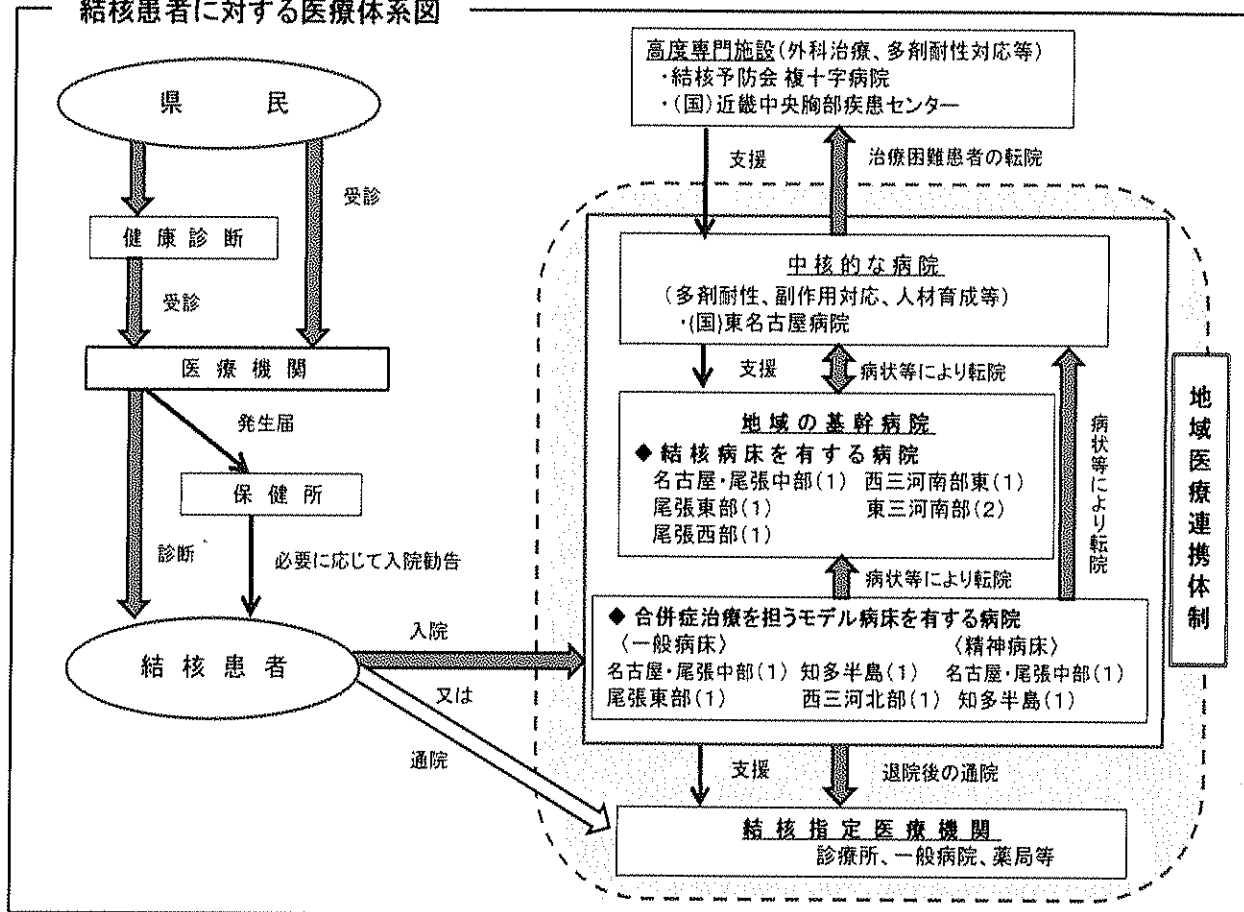 結核患者に対する医療体系図
県 民
受診
健康診断
受診
医療機関
発生届
保健所
診断
必要に応じて入院勧告
結核患者
入院
又は
通院
高度専門施設(外科治療、多剤耐性対応等)
・結核予防会 複十字病院
・(国)近畿中央胸部疾患センター
支援
治療困難患者の転院
中核的な病院
(多剤耐性、副作用対応、人材育成等)
・(国)東名古屋病院
支援
病状等により転院
地域の基幹病院
◆ 結核病床を有する病院
名古屋・尾張中部(1) 西三河南部東(1)
尾張東部(1) 東三河南部(2)
尾張西部(1)
病状等により転院
病状等により転院
◆ 合併症治療を担うモデル病床を有する病院
〈一般病床〉 〈精神病床〉
名古屋・尾張中部(1) 知多半島(1) 名古屋・尾張中部(1)
尾張東部(1) 西三河北部(1) 知多半島(1)
支援
退院後の通院
結核指定医療機関
診療所、一般病院、薬局等
地域医療連携体制